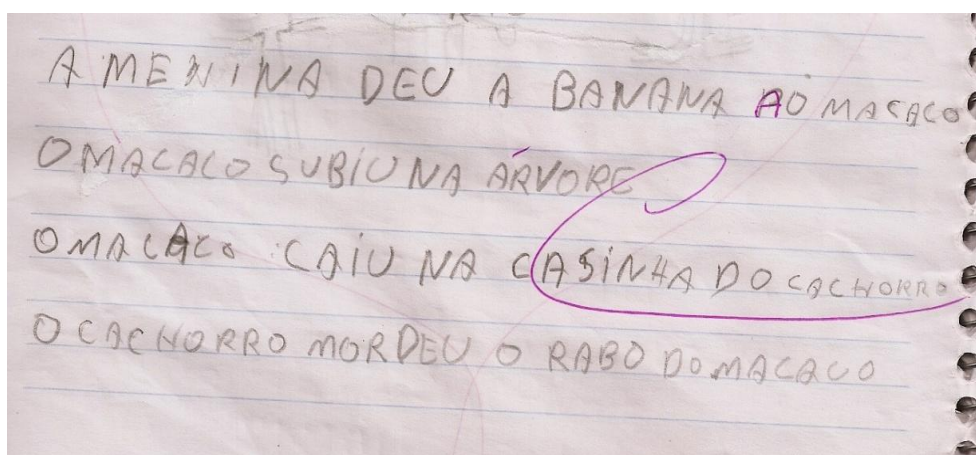 A MENINA DEU A BANANA AO MACACO
O MACACO SUBIU NA ÁRVORE
O MACACO CAIU NA CASINHA DO CACHORRO
O CACHORRO MORDEU O RABO DO MACACO